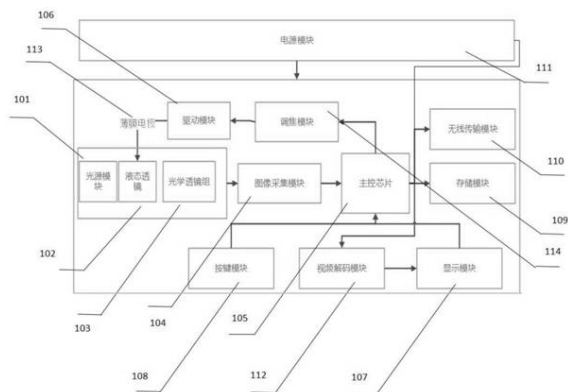 106
电源模块
113
111
101
驱动模块
调焦模块
无线传输模块
薄膜电控
110
光源模
块
液态透
镜
光学透镜组
图像采集模块
主控芯片
存储模块
109
102
114
按键模块
视频解码模块
显示模块
103
104
105
108
112
107